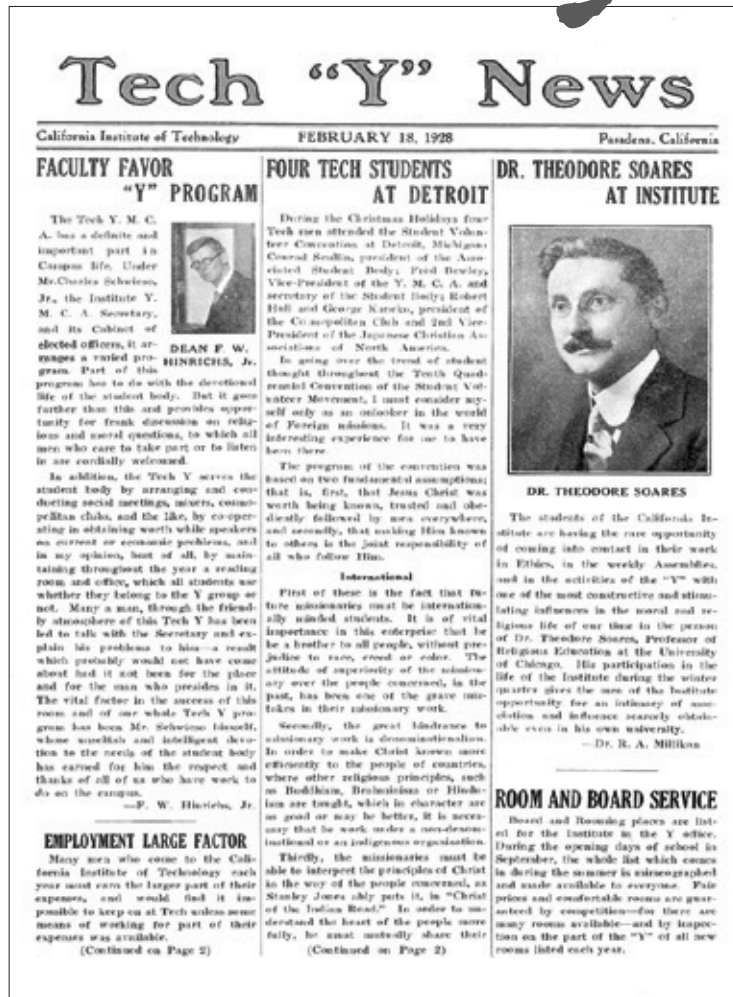 Tech “Y” News
California Institute of Technology FEBRUARY 18, 1928 Pasadena, California
FACULTY FAVOR
“Y” PROGRAM
The Tech Y. M. C.
A. has a definite and
important part in
Campus life. Under
Mr. Charles Schwieso,
Jr., the Institute Y.
M. C. A. Secretary,
and its Cabinet of
elected officers, it ar-
ranges a varied pro-
gram. Part of this
DEAN F. W.
HINRICHS, Jr.
program has to do with the devotional
life of the student body. But it goes
further than this and provides oppor-
tunity for frank discussion on relig-
ious and moral questions, to which all
men who care to take part or to listen
in are cordially welcomed.
In addition, the Tech Y serves the
student body by arranging and con-
ducting social meetings, mixers, cosmo-
politan clubs, and the like, by co-oper-
ating in obtaining worth while speakers
on current or economic problems, and
in my opinion, best of all, by main-
taining throughout the year a reading
room and office, which all students use
whether they belong to the Y group or
not. Many a man, through the friend-
ly atmosphere of this Tech Y has been
led to talk with the Secretary and ex-
plain his problems to him—a result
which probably would not have come
about had it not been for the place
and for the man who presides in it.
The vital factor in the success of this
room and of our whole Tech Y pro-
gram has been Mr. Schwieso himself,
whose unselfish and intelligent devo-
tion to the needs of the student body
has earned for him the respect and
thanks of all of us who have work to
do on the campus.
—F. W. Hinrichs, Jr.
EMPLOYMENT LARGE FACTOR
Many men who come to the Cali-
fornia Institute of Technology each
year must earn the larger part of their
expenses, and would find it im-
possible to keep on at Tech unless some
means of working for part of their
expenses was available.
(Continued on Page 2)
FOUR TECH STUDENTS
AT DETROIT
During the Christmas Holidays four
Tech men attended the Student Volun-
teer Convention at Detroit, Michigan:
Conrad Scullin, president of the Asso-
ciated Student Body; Fred Bewley,
Vice-President of the Y. M. C. A. and
secretary of the Student Body; Robert
Hall and George Kaneko, president of
the Cosmopolitan Club and 2nd Vice-
President of the Japanese Christian As-
sociations of North America.
In going over the trend of student
thought throughout the Tenth Quad-
rennial Convention of the Student Vol-
unteer Movement, I must consider my-
self only as an onlooker in the world
of Foreign missions. It was a very
interesting experience for me to have
been there.
The program of the convention was
based on two fundamental assumptions;
that is, first, that Jesus Christ was
worth being known, trusted and obe-
diently followed by men everywhere,
and secondly, that making Him known
to others is the joint responsibility of
all who follow Him.
International
First of these is the fact that fu-
ture missionaries must be internation-
ally minded students. It is of vital
importance in this enterprise that he
be a brother to all people, without pre-
judice to race, creed or color. The
attitude of superiority of the mission-
ary over the people concerned, in the
past, has been one of the grave mis-
takes in their missionary work.
Secondly, the great hindrance to
missionary work is denominationalism.
In order to make Christ known more
efficiently to the people of countries,
where other religious principles, such
as Buddhism, Brahminism or Hindu-
ism are taught, which in character are
as good or may be better, it is neces-
sary that he work under a non-denom-
inational or an indigenous organization.
Thirdly, the missionaries must be
able to interpret the principles of Christ
in the way of the people concerned, as
Stanley Jones ably puts it, in “Christ
of the Indian Road.” In order to un-
derstand the heart of the people more
fully, he must mutually share their
(Continued on Page 2)
DR. THEODORE SOARES
AT INSTITUTE
DR. THEODORE SOARES
The students of the California In-
stitute are having the rare opportunity
of coming into contact in their work
in Ethics, in the weekly Assemblies,
and in the activities of the “Y” with
one of the most constructive and stimu-
lating influences in the moral and re-
ligious life of our time in the person
of Dr. Theodore Soares, Professor of
Religious Education at the University
of Chicago. His participation in the
life of the Institute during the winter
quarter gives the men of the Institute
opportunity for an intimacy of asso-
ciation and influence scarcely obtain-
able even in his own university.
—Dr. R. A. Millikan
ROOM AND BOARD SERVICE
Board and Rooming places are list-
ed for the Institute in the Y office.
During the opening days of school in
September, the whole list which comes
in during the summer is mimeographed
and made available to everyone. Fair
prices and comfortable rooms are guar-
anteed by competition—for there are
many rooms available—and by inspec-
tion on the part of the “Y” of all new
rooms listed each year.